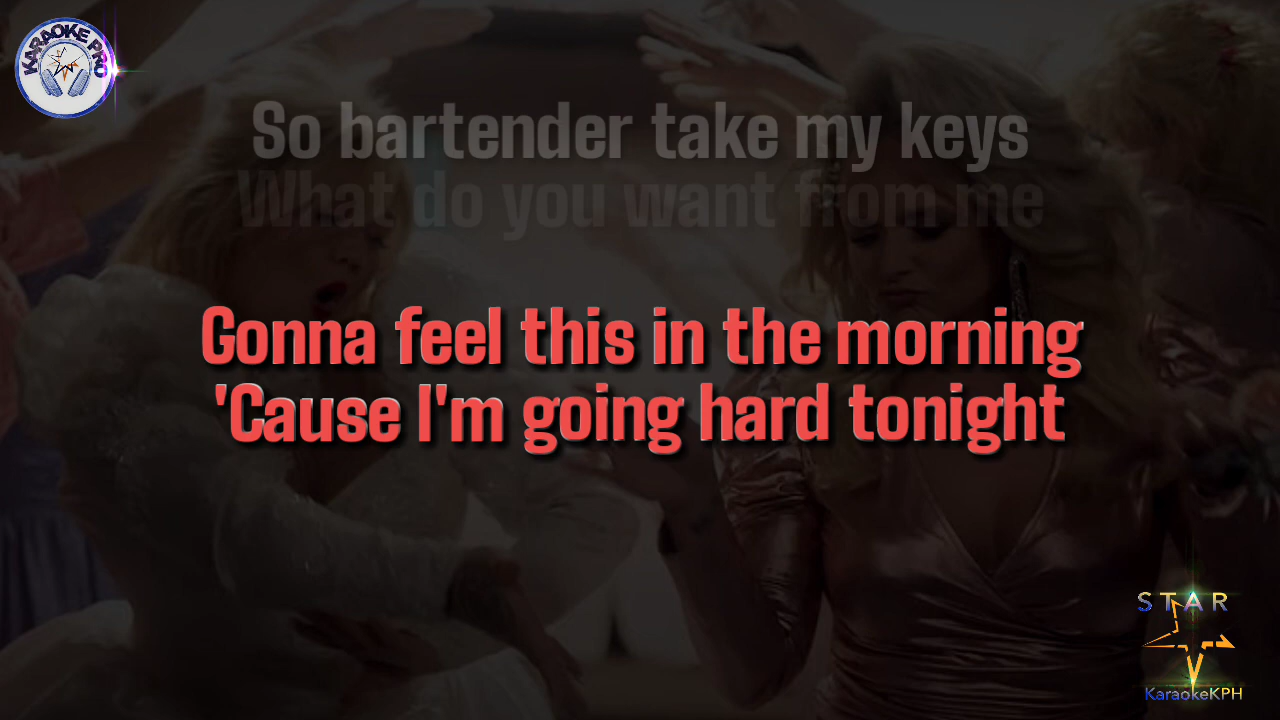 KARAOKE PRO
So bartender take my keys
What do you want from me
Gonna feel this in the morning
'Cause I'm going hard tonight
STAR
KaraokeKPH